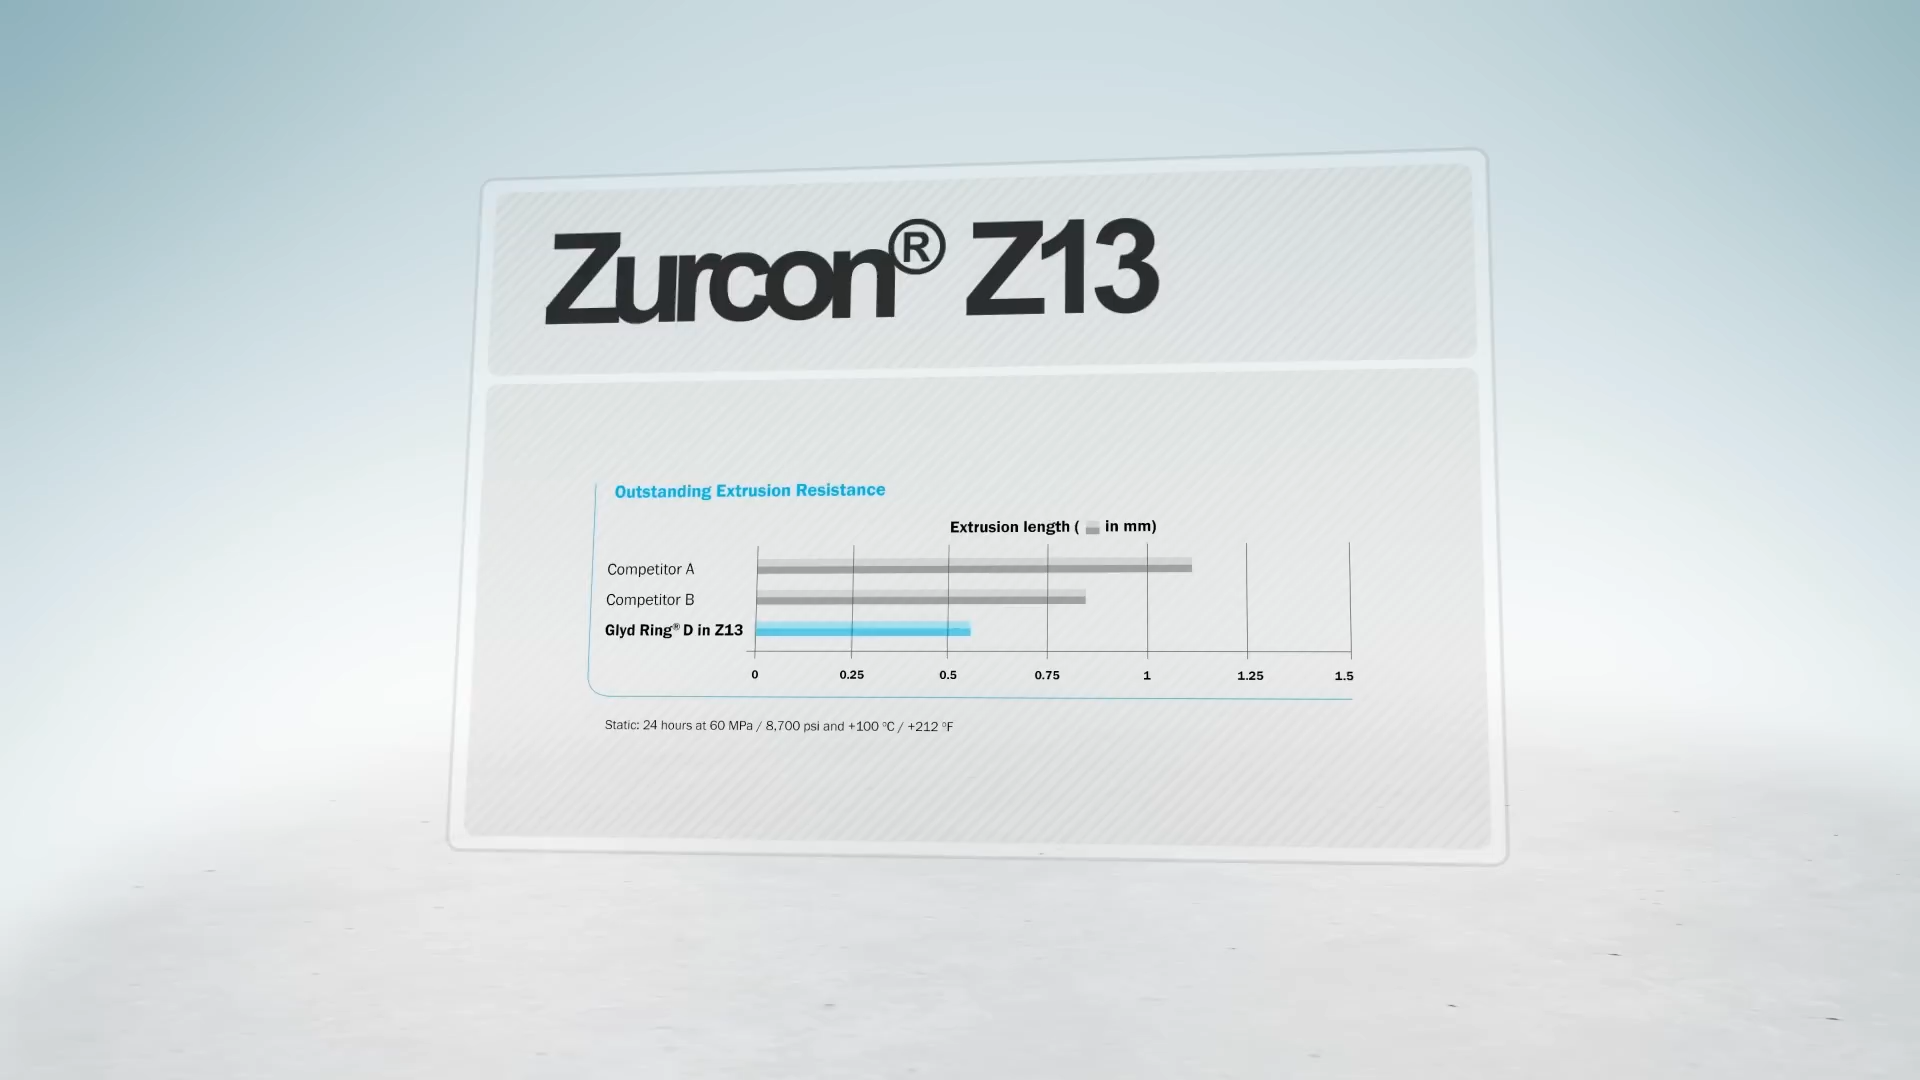 Zurcon® Z13
Outstanding Extrusion Resistance
Extrusion length ( in mm)
Competitor A
Competitor B
Glyd Ring® D in Z13
0 0.25 0.5 0.75 1 1.25 1.5
Static: 24 hours at 60 MPa / 8,700 psi and +100 ºC / +212 ºF